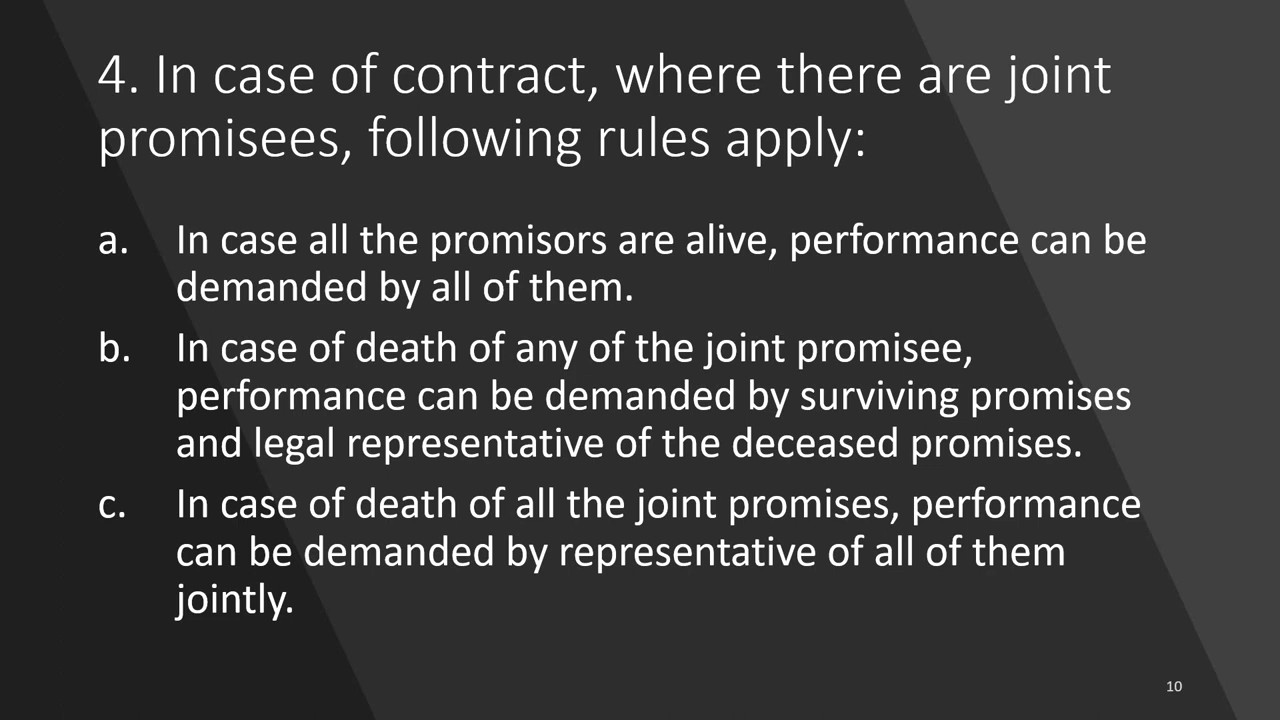 4. In case of contract, where there are joint
promisees, following rules apply:
a. In case all the promisors are alive, performance can be
demanded by all of them.
b. In case of death of any of the joint promisee,
performance can be demanded by surviving promises
and legal representative of the deceased promises.
c. In case of death of all the joint promises, performance
can be demanded by representative of all of them
jointly.
10